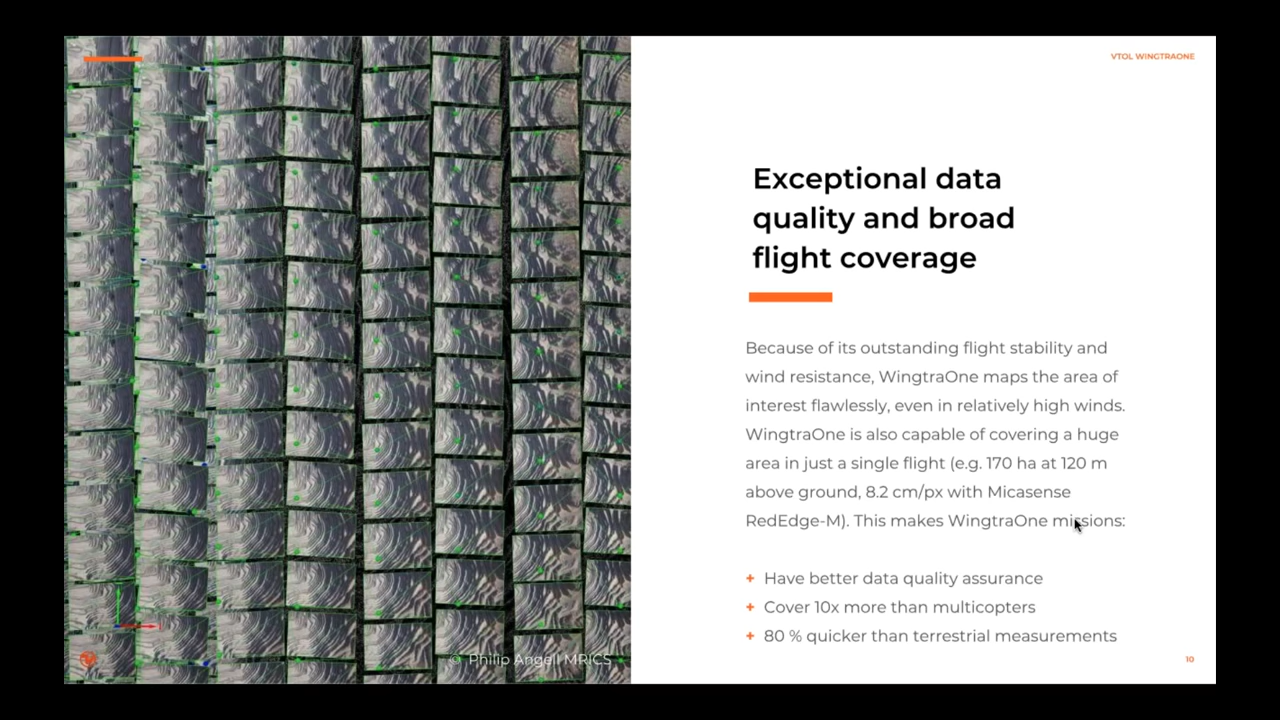 VTOL WINGTRAONE
Exceptional data
quality and broad
flight coverage
Because of its outstanding flight stability and
wind resistance, WingtraOne maps the area of
interest flawlessly, even in relatively high winds.
WingtraOne is also capable of covering a huge
area in just a single flight (e.g. 170 ha at 120 m
above ground, 8.2 cm/px with Micasense
RedEdge-M). This makes WingtraOne missions:
+ Have better data quality assurance
+ Cover 10x more than multicopters
+ 80 % quicker than terrestrial measurements
© Philip Angell MRICS
10